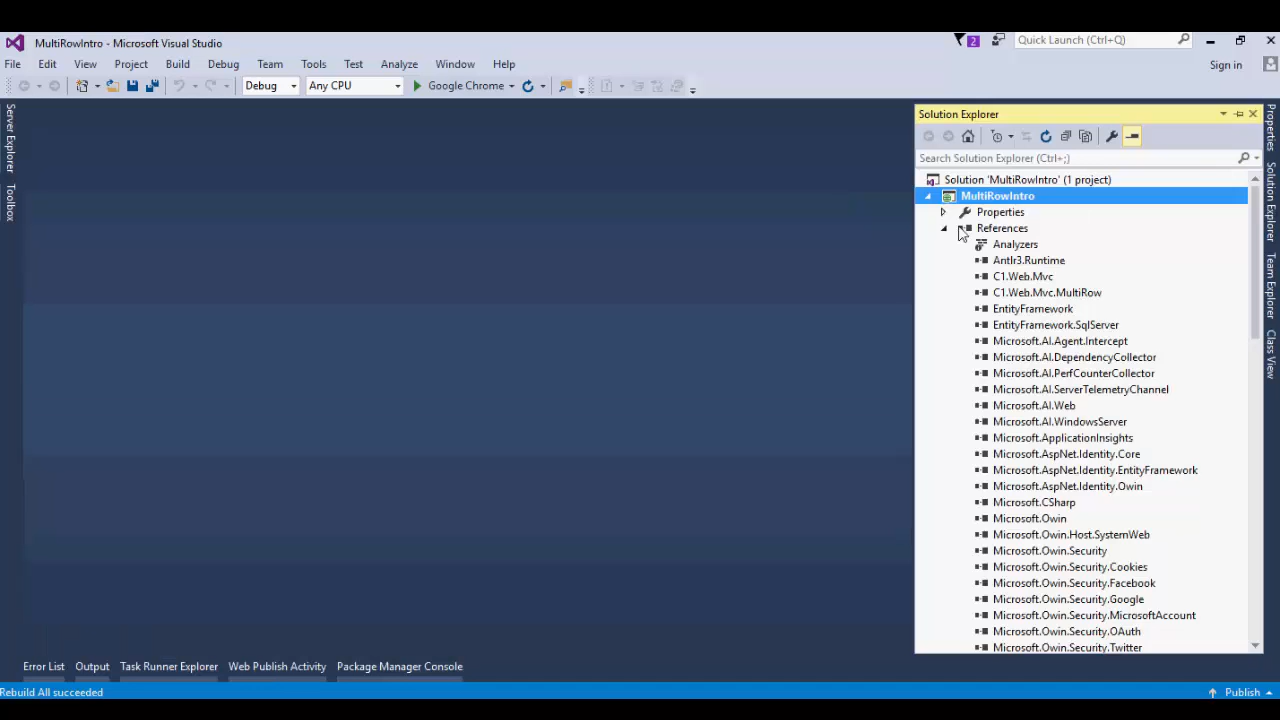 MultiRowIntro - Microsoft Visual Studio
2
Quick Launch (Ctrl+Q)
File Edit View Project Build Debug Team Tools Test Analyze Window Help
Sign in
Debug Any CPU Google Chrome
Server Explorer
Toolbox
Solution Explorer
Search Solution Explorer (Ctrl+;)
Solution 'MultiRowIntro' (1 project)
MultiRowIntro
Properties
References
Analyzers
Antlr3.Runtime
C1.Web.Mvc
C1.Web.Mvc.MultiRow
EntityFramework
EntityFramework.SqlServer
Microsoft.AI.Agent.Intercept
Microsoft.AI.DependencyCollector
Microsoft.AI.PerfCounterCollector
Microsoft.AI.ServerTelemetryChannel
Microsoft.AI.Web
Microsoft.AI.WindowsServer
Microsoft.ApplicationInsights
Microsoft.AspNet.Identity.Core
Microsoft.AspNet.Identity.EntityFramework
Microsoft.AspNet.Identity.Owin
Microsoft.CSharp
Microsoft.Owin
Microsoft.Owin.Host.SystemWeb
Microsoft.Owin.Security
Microsoft.Owin.Security.Cookies
Microsoft.Owin.Security.Facebook
Microsoft.Owin.Security.Google
Microsoft.Owin.Security.MicrosoftAccount
Microsoft.Owin.Security.OAuth
Microsoft.Owin.Security.Twitter
Properties
Solution Explorer
Team Explorer
Class View
Error List Output Task Runner Explorer Web Publish Activity Package Manager Console
Rebuild All succeeded
Publish